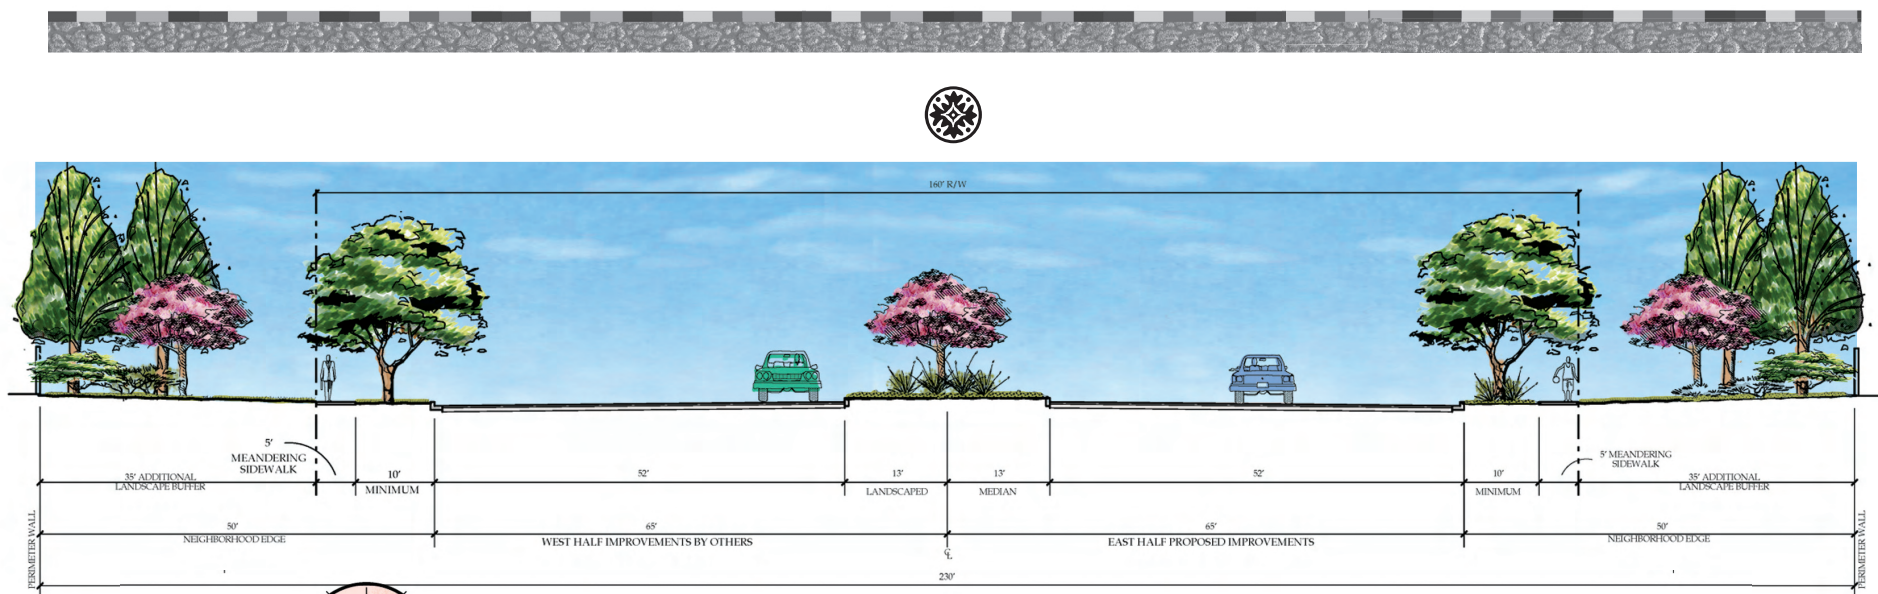 160' R/W
5'
MEANDERING
SIDEWALK
5' MEANDERING
SIDEWALK
35' ADDITIONAL
LANDSCAPE BUFFER
10'
MINIMUM
52'
13'
LANDSCAPED
13'
MEDIAN
52'
10'
MINIMUM
35' ADDITIONAL
LANDSCAPE BUFFER
PERIMETER WALL
50'
NEIGHBORHOOD EDGE
65'
WEST HALF IMPROVEMENTS BY OTHERS
65'
EAST HALF PROPOSED IMPROVEMENTS
50'
NEIGHBORHOOD EDGE
PERIMETER WALL
CL
230'